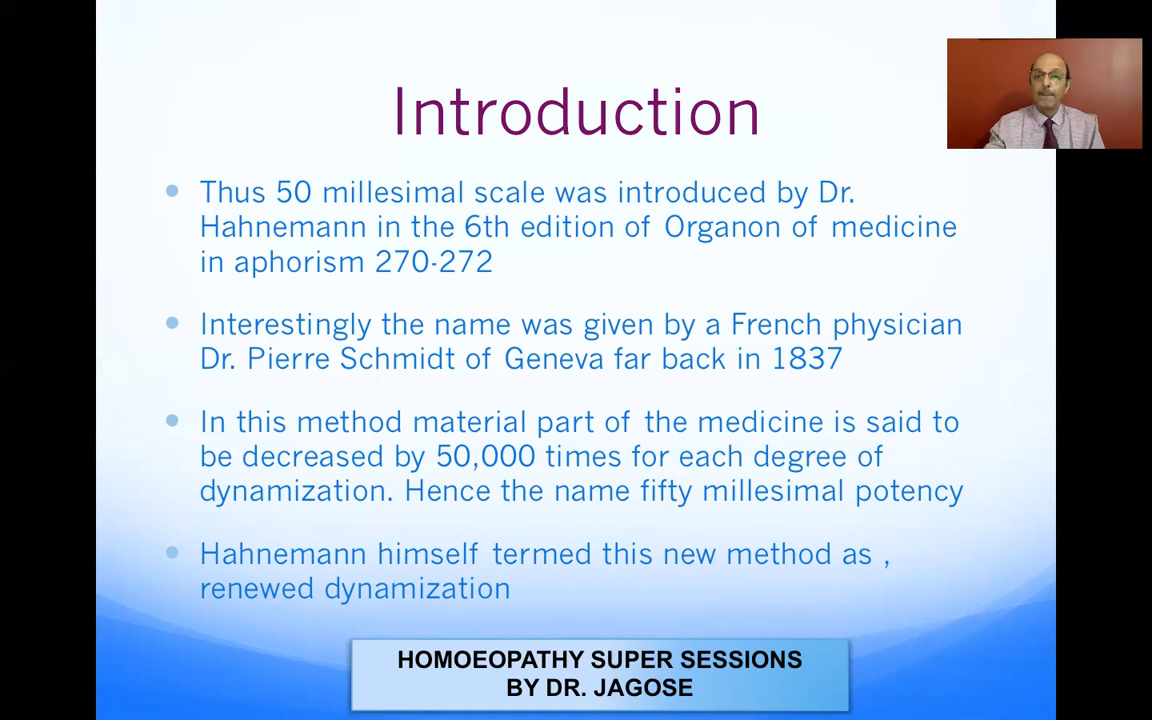 Introduction
Thus 50 millesimal scale was introduced by Dr.
Hahnemann in the 6th edition of Organon of medicine
in aphorism 270-272
Interestingly the name was given by a French physician
Dr. Pierre Schmidt of Geneva far back in 1837
In this method material part of the medicine is said to
be decreased by 50,000 times for each degree of
dynamization. Hence the name fifty millesimal potency
Hahnemann himself termed this new method as ,
renewed dynamization
HOMOEOPATHY SUPER SESSIONS
BY DR. JAGOSE